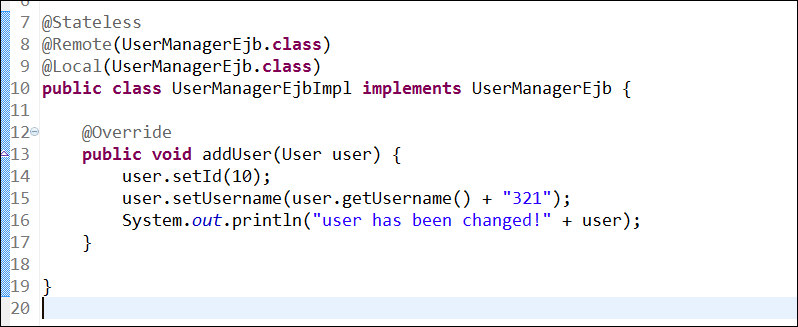 7 @Stateless
8 @Remote(UserManagerEjb.class)
9 @Local(UserManagerEjb.class)
10 public class UserManagerEjbImpl implements UserManagerEjb {
11
12 @Override
13 public void addUser(User user) {
14 user.setId(10);
15 user.setUsername(user.getUsername() + "321");
16 System.out.println("user has been changed!" + user);
17 }
18
19 }
20